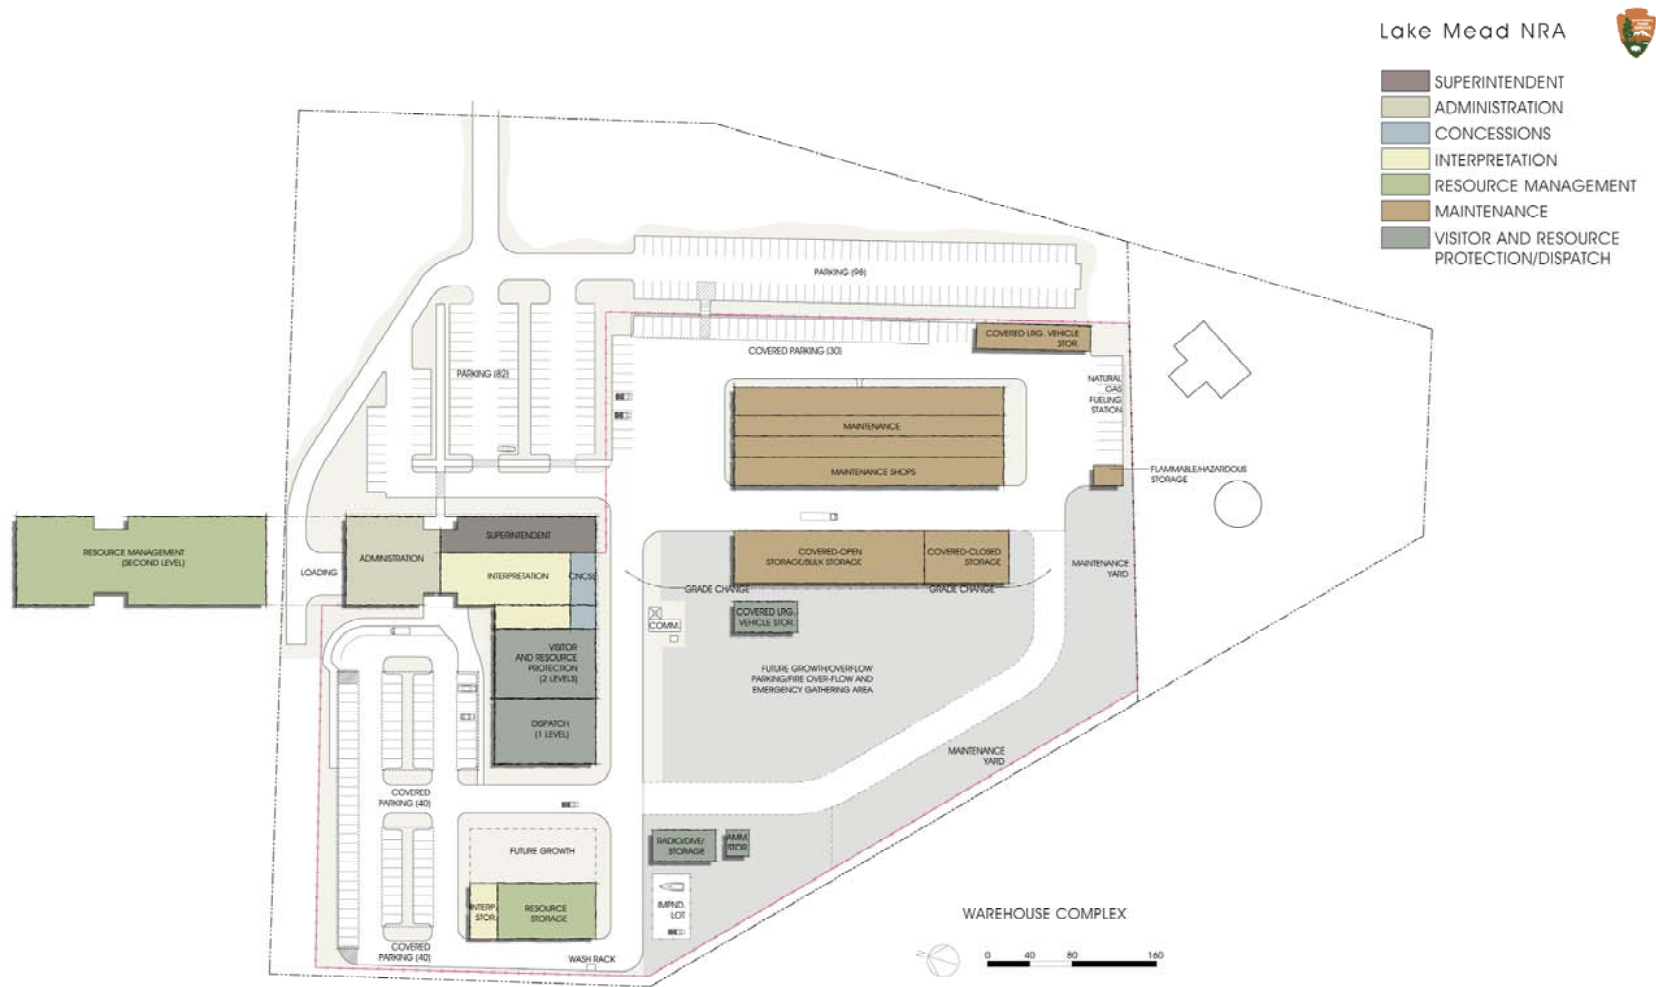 Lake Mead NRA
SUPERINTENDENT
ADMINISTRATION
CONCESSIONS
INTERPRETATION
RESOURCE MANAGEMENT
MAINTENANCE
VISITOR AND RESOURCE
PROTECTION/DISPATCH
PARKING (98)
COVERED LRG. VEHICLE
STOR.
COVERED PARKING (30)
PARKING (82)
NATURAL
GAS
FUELING
STATION
MAINTENANCE
MAINTENANCE SHOPS
FLAMMABLE/HAZARDOUS
STORAGE
RESOURCE MANAGEMENT
(SECOND LEVEL)
LOADING
ADMINISTRATION
SUPERINTENDENT
INTERPRETATION
CNCSS
COVERED-OPEN
STORAGE/BULK STORAGE
COVERED-CLOSED
STORAGE
MAINTENANCE
YARD
GRADE CHANGE
GRADE CHANGE
COVERED LRG.
VEHICLE STOR.
COMM.
VISITOR
AND RESOURCE
PROTECTION
(2 LEVELS)
FUTURE GROWTH/OVERFLOW
PARKING/FIRE OVER-FLOW AND
EMERGENCY GATHERING AREA
DISPATCH
(1 LEVEL)
MAINTENANCE
YARD
COVERED
PARKING (40)
FUTURE GROWTH
RADIO/DIVE/
STORAGE
AMM.
STOR.
INTERP.
STOR.
RESOURCE
STORAGE
IMPND.
LOT
COVERED
PARKING (40)
WASH RACK
WAREHOUSE COMPLEX
0 40 80 160